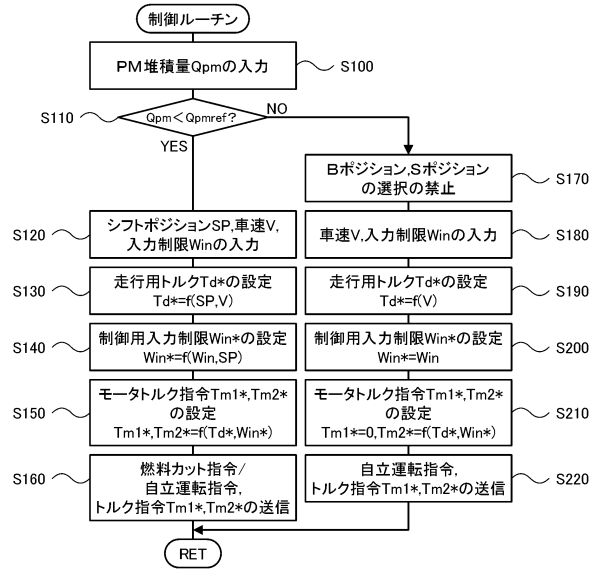 制御ルーチン
PM堆積量Qpmの入力
S100
S110
Qpm<Qpmref?
NO
YES
Bポジション,Sポジション
の選択の禁止
S170
S120
シフトポジションSP,車速V,
入力制限Winの入力
車速V,入力制限Winの入力
S180
S130
走行用トルクTd*の設定
Td*=f(SP,V)
走行用トルクTd*の設定
Td*=f(V)
S190
S140
制御用入力制限Win*の設定
Win*=f(Win,SP)
制御用入力制限Win*の設定
Win*=Win
S200
S150
モータトルク指令Tm1*,Tm2*
の設定
Tm1*,Tm2*=f(Td*,Win*)
モータトルク指令Tm1*,Tm2*
の設定
Tm1*=0,Tm2*=f(Td*,Win*)
S210
S160
燃料カット指令/
自立運転指令,
トルク指令Tm1*,Tm2*の送信
自立運転指令,
トルク指令Tm1*,Tm2*の送信
S220
RET